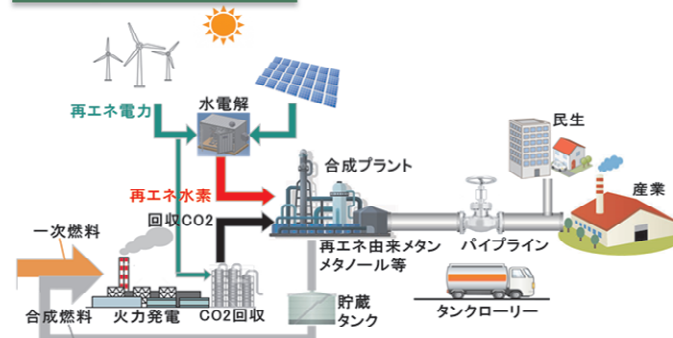 水電解
再エネ電力
民生
合成プラント
再エネ水素
回収CO2
産業
一次燃料
再エネ由来メタン
メタノール等
パイプライン
合成燃料
火力発電
CO2回収
貯蔵
タンク
タンクローリー